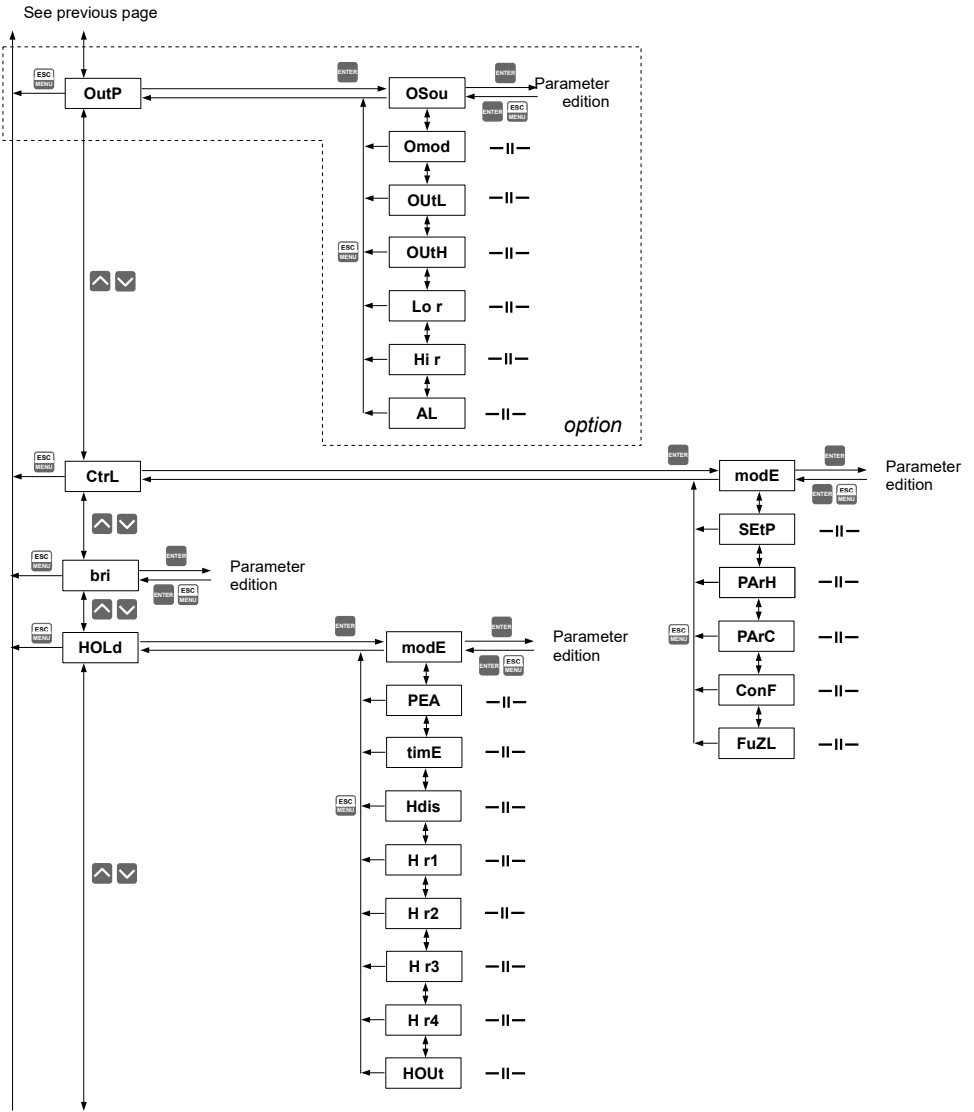 See previous page
ESC
MENU
OutP
ENTER
OSou
ENTER
Parameter
edition
ENTER
ESC
MENU
Omod
—II—
OUtL
—II—
ESC
MENU
OUtH
—II—
Lo r
—II—
Hi r
—II—
AL
—II—
option
ESC
MENU
CtrL
ENTER
modE
ENTER
Parameter
edition
ENTER
ESC
MENU
SEtP
—II—
PArH
—II—
ESC
MENU
PArC
—II—
ConF
—II—
FuZL
—II—
ESC
MENU
bri
ENTER
Parameter
edition
ENTER
ESC
MENU
ESC
MENU
HOLd
ENTER
modE
ENTER
Parameter
edition
ENTER
ESC
MENU
PEA
—II—
timE
—II—
ESC
MENU
Hdis
—II—
H r1
—II—
H r2
—II—
H r3
—II—
H r4
—II—
HOUt
—II—